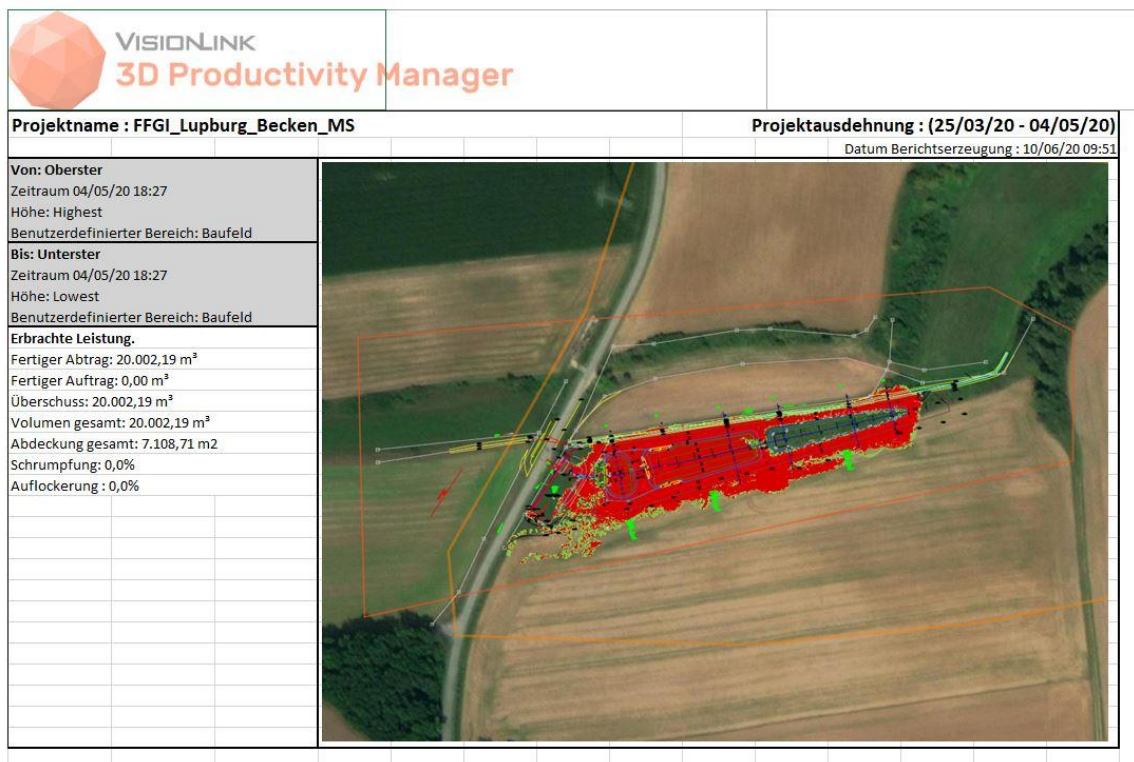 VISIONLINK
3D Productivity Manager
Projektname : FFGI_Lupburg_Becken_MS
Projektausdehnung : (25/03/20 - 04/05/20)
Datum Berichtserzeugung : 10/06/20 09:51
Von: Oberster
Zeitraum 04/05/20 18:27
Höhe: Highest
Benutzerdefinierter Bereich: Baufeld
Bis: Unterster
Zeitraum 04/05/20 18:27
Höhe: Lowest
Benutzerdefinierter Bereich: Baufeld
Erbrachte Leistung.
Fertiger Abtrag: 20.002,19 m³
Fertiger Auftrag: 0,00 m³
Überschuss: 20.002,19 m³
Volumen gesamt: 20.002,19 m³
Abdeckung gesamt: 7.108,71 m2
Schrumpfung: 0,0%
Auflockerung : 0,0%